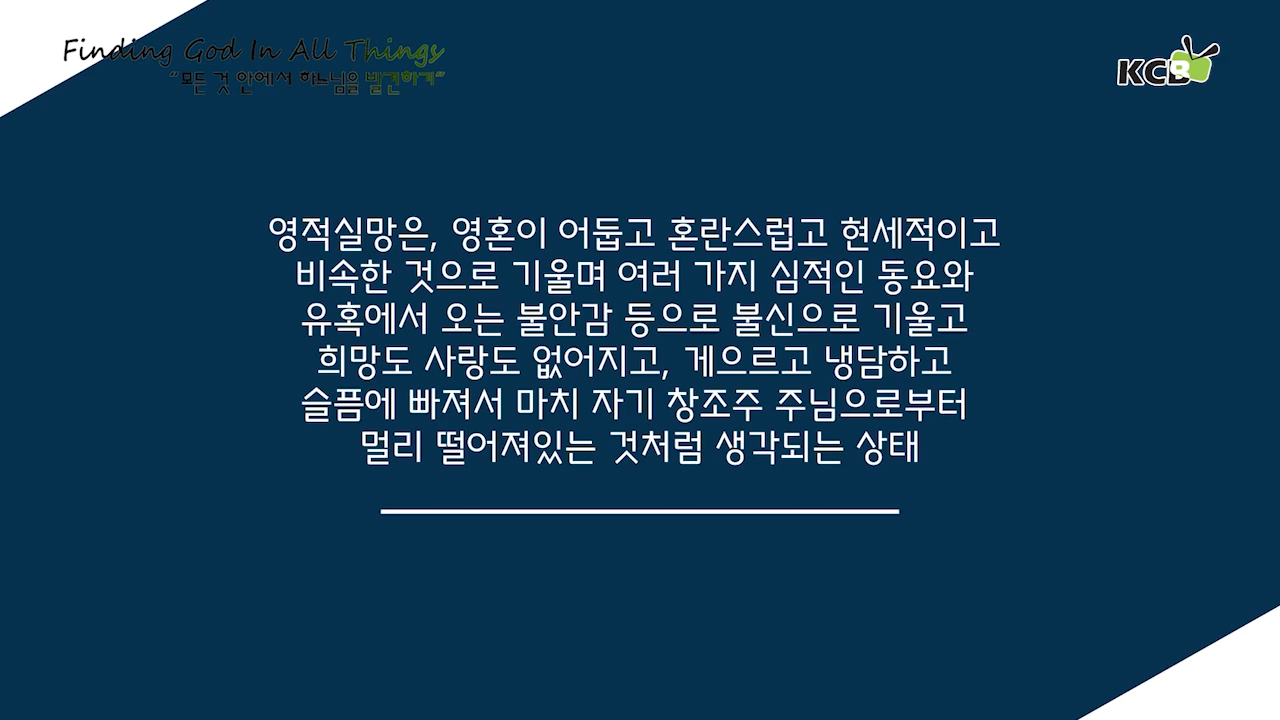 Finding God In All Things
“모든 것 안에서 하느님을 발견하기”
KCB
영적실망은, 영혼이 어둡고 혼란스럽고 현세적이고
비속한 것으로 기울며 여러 가지 심적인 동요와
유혹에서 오는 불안감 등으로 불신으로 기울고
희망도 사랑도 없어지고, 게으르고 냉담하고
슬픔에 빠져서 마치 자기 창조주 주님으로부터
멀리 떨어져있는 것처럼 생각되는 상태